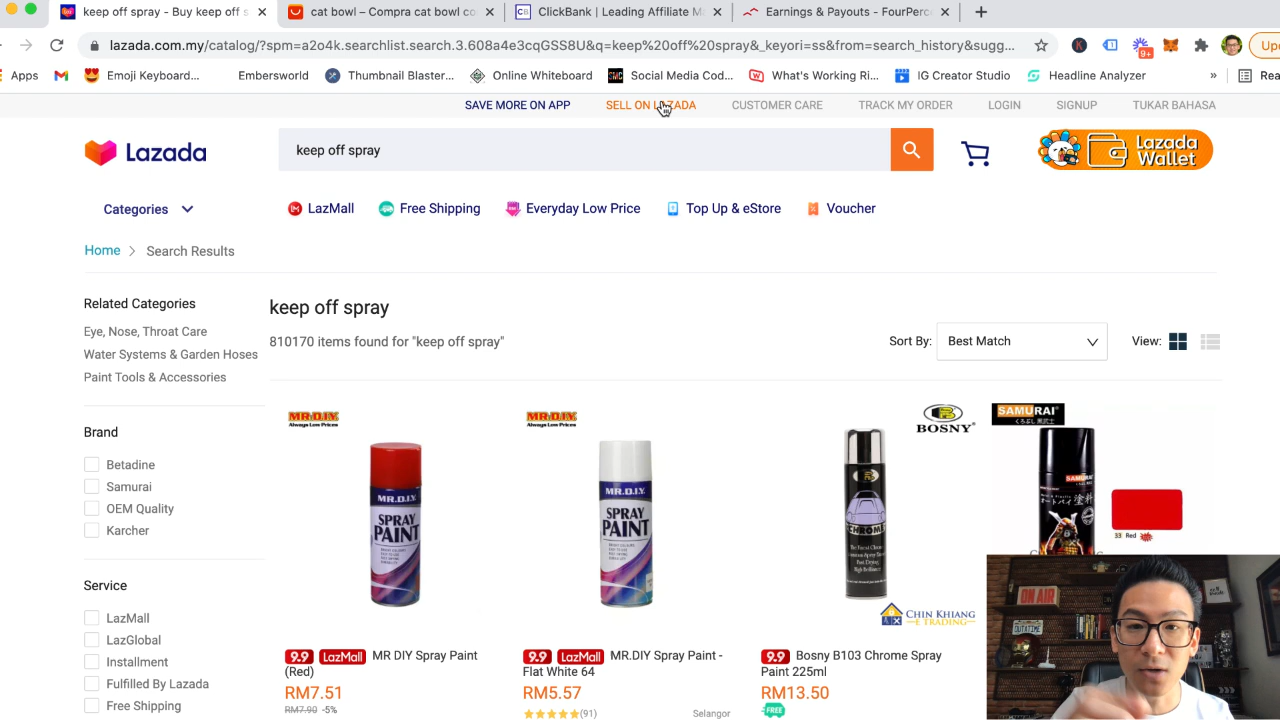 keep off spray - Buy keep off s
cat bowl – Compra cat bowl c
ClickBank | Leading Affiliate Ma
Earnings & Payouts - FourPerce
lazada.com.my/catalog/?spm=a2o4k.searchlist.search.3.608a4e3cqGSS8U&q=keep%20off%20spray&_keyori=ss&from=search_history&sugg...
9+
Up
Apps
Emoji Keyboard...
Embersworld
Thumbnail Blaster...
Online Whiteboard
Social Media Cod...
What's Working Ri...
IG Creator Studio
Headline Analyzer
»
Rea
SAVE MORE ON APP
SELL ON LAZADA
CUSTOMER CARE
TRACK MY ORDER
LOGIN
SIGNUP
TUKAR BAHASA
Lazada
keep off spray
Lazada
Wallet
Categories
LazMall
Free Shipping
Everyday Low Price
Top Up & eStore
Voucher
Home
Search Results
Related Categories
Eye, Nose, Throat Care
Water Systems & Garden Hoses
Paint Tools & Accessories
keep off spray
810170 items found for "keep off spray"
Sort By:
Best Match
View:
Brand
Betadine
Samurai
OEM Quality
Karcher
Service
LazMall
LazGlobal
Installment
Fulfilled By Lazada
Free Shipping
MR.D.I.Y.
Always Low Prices
MR.D.I.Y.
SPRAY
PAINT
9.9 LazMall MR DIY Spray Paint
(Red)
RM7.51
RM7.90 -5%
MR.D.I.Y.
Always Low Prices
MR.D.I.Y.
SPRAY
PAINT
9.9 LazMall MR.DIY Spray Paint -
Flat White 64
RM5.57
(91)
Selangor
BOSNY
CHROME
CHIN KHIANG
TRADING
9.9 Bosny B103 Chrome Spray
Paint 225ml
RM13.50
FREE
SAMURAI
SAMURAI
33 Red
ON AIR
OUTATIME